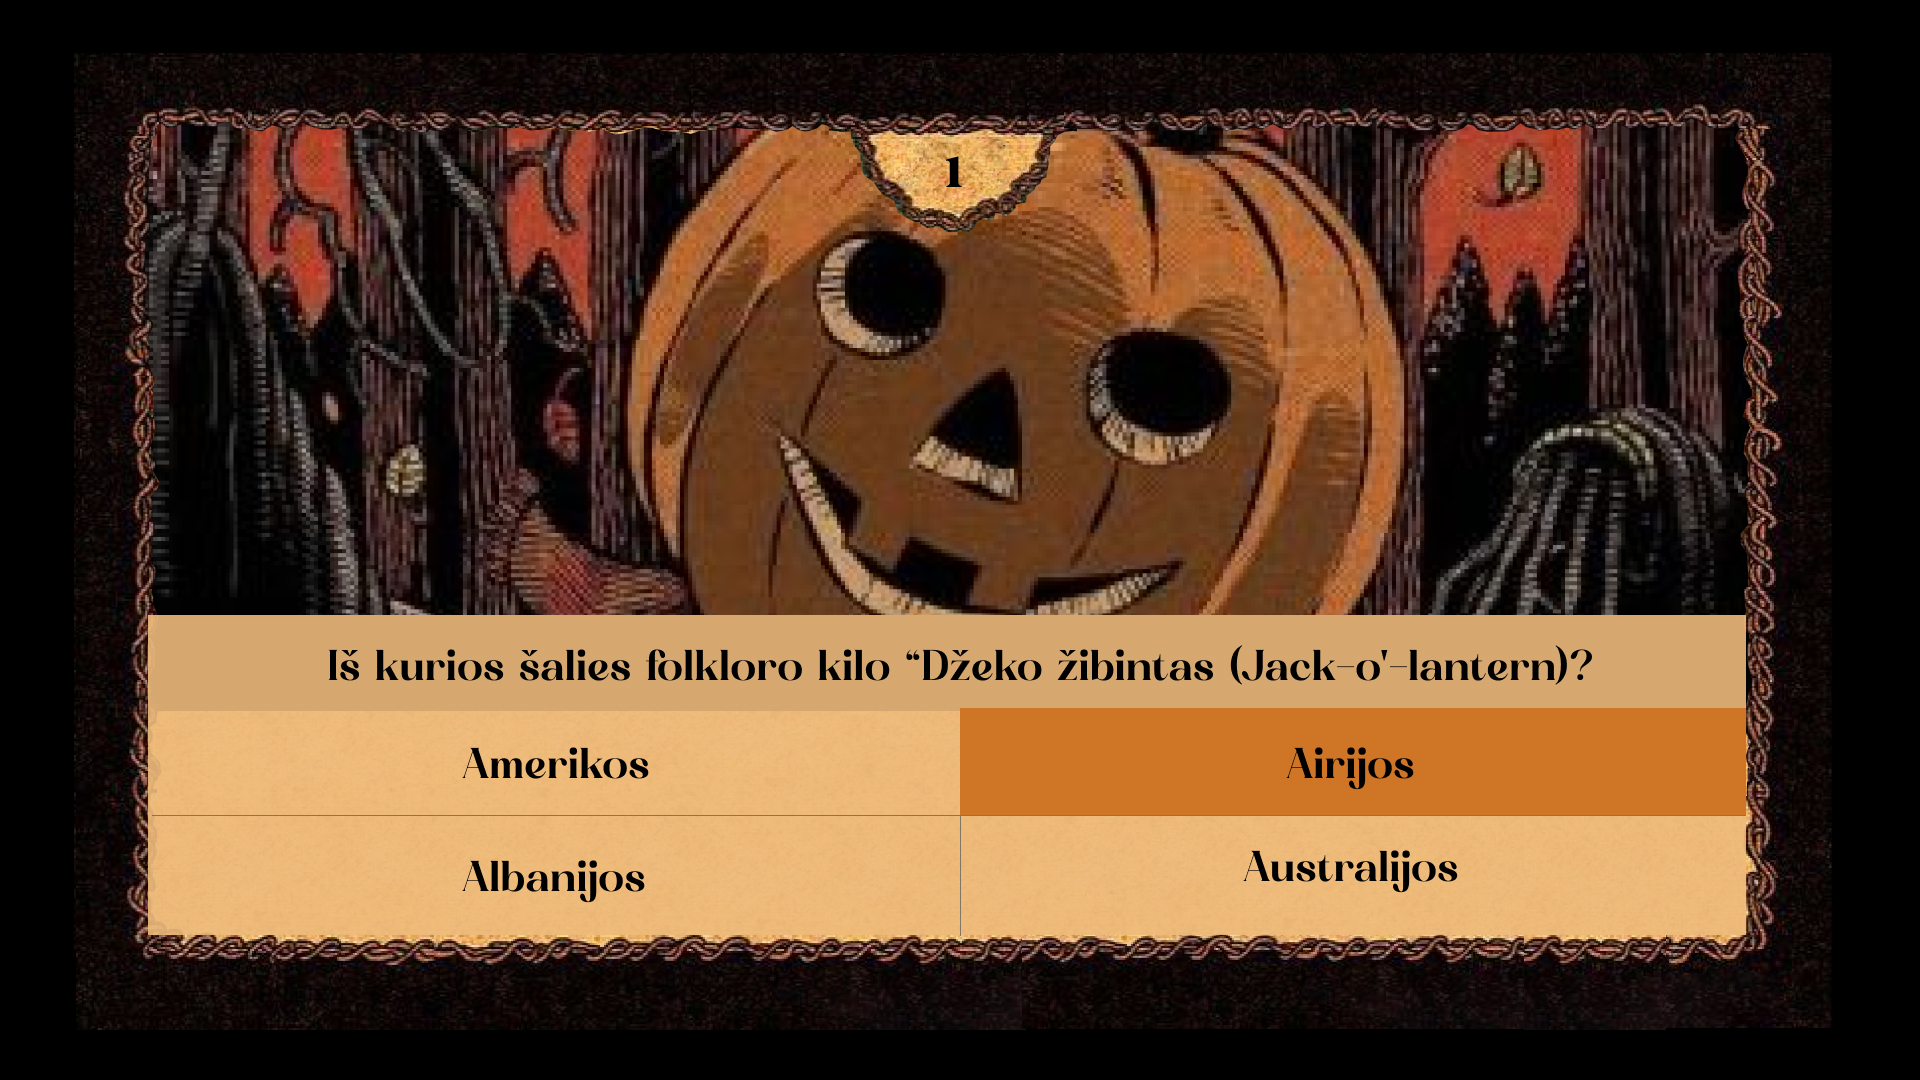 1
Iš kurios šalies folkloro kilo “Džeko žibintas (Jack-o'-lantern)?
Amerikos
Airijos
Albanijos
Australijos